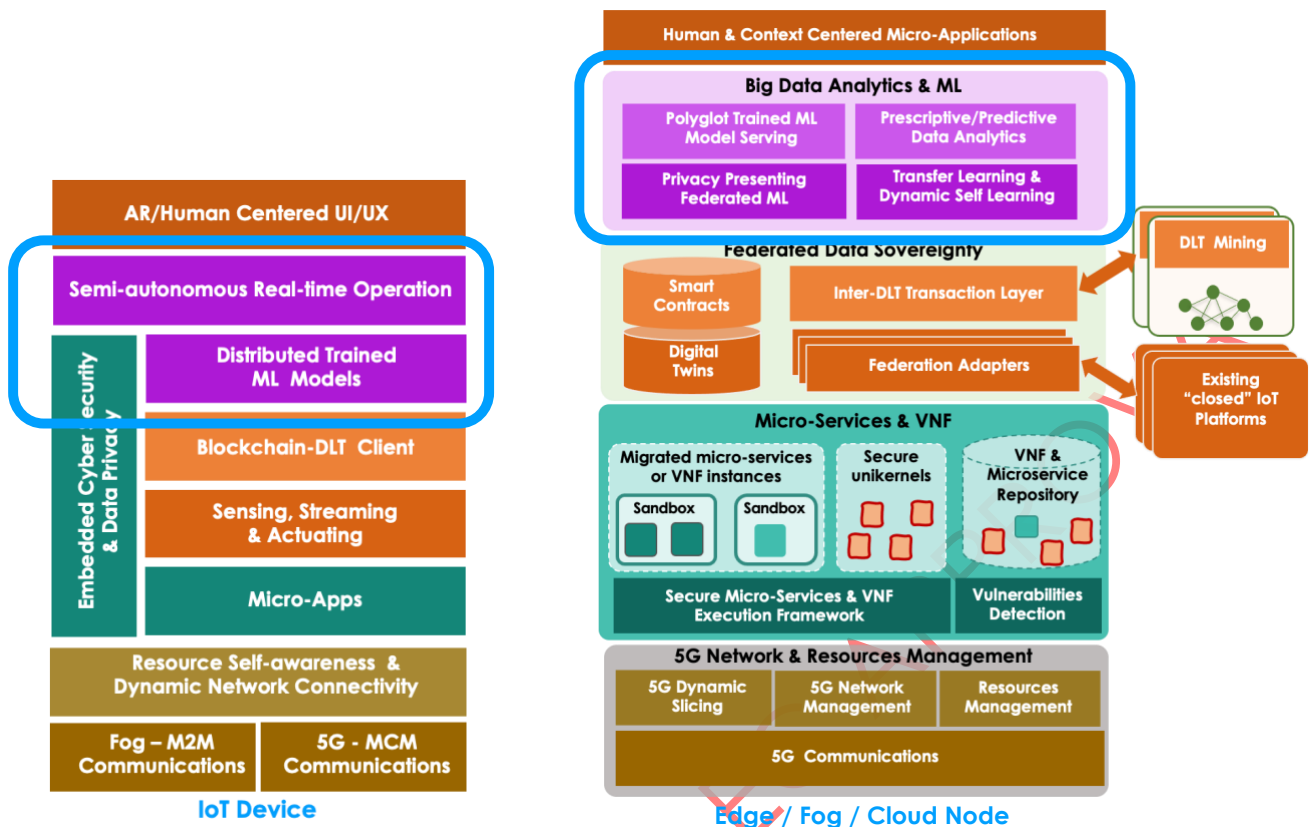 AR/Human Centered UI/UX
Semi-autonomous Real-time Operation
Embedded Cyber Security
& Data Privacy
Distributed Trained
ML Models
Blockchain-DLT Client
Sensing, Streaming
& Actuating
Micro-Apps
Resource Self-awareness &
Dynamic Network Connectivity
Fog – M2M
Communications
5G - MCM
Communications
IoT Device
Human & Context Centered Micro-Applications
Big Data Analytics & ML
Polyglot Trained ML
Model Serving
Prescriptive/Predictive
Data Analytics
Privacy Presenting
Federated ML
Transfer Learning &
Dynamic Self Learning
Federated Data Sovereignty
Smart
Contracts
Inter-DLT Transaction Layer
Digital
Twins
Federation Adapters
DLT Mining
Existing
“closed” IoT
Platforms
Micro-Services & VNF
Migrated micro-services
or VNF instances
Sandbox
Sandbox
Secure
unikernels
VNF &
Microservice
Repository
Secure Micro-Services & VNF
Execution Framework
Vulnerabilities
Detection
5G Network & Resources Management
5G Dynamic
Slicing
5G Network
Management
Resources
Management
5G Communications
Edge / Fog / Cloud Node